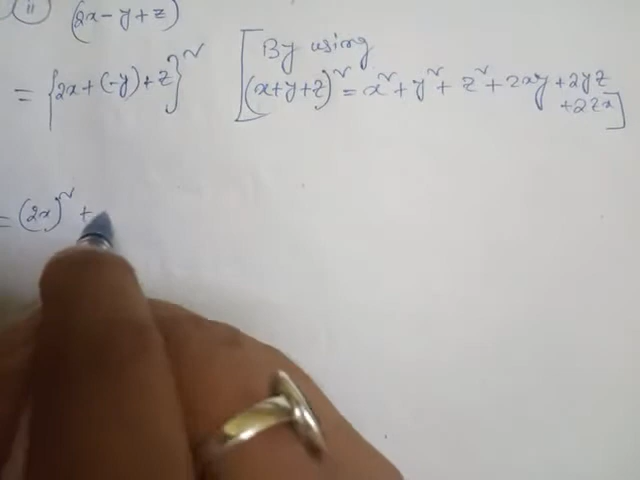 ii (2x - y + z)
= {2x + (-y) + z}² [By using
(x+y+z)² = x² + y² + z² + 2xy + 2yz
+ 2zx]
= (2x)² +